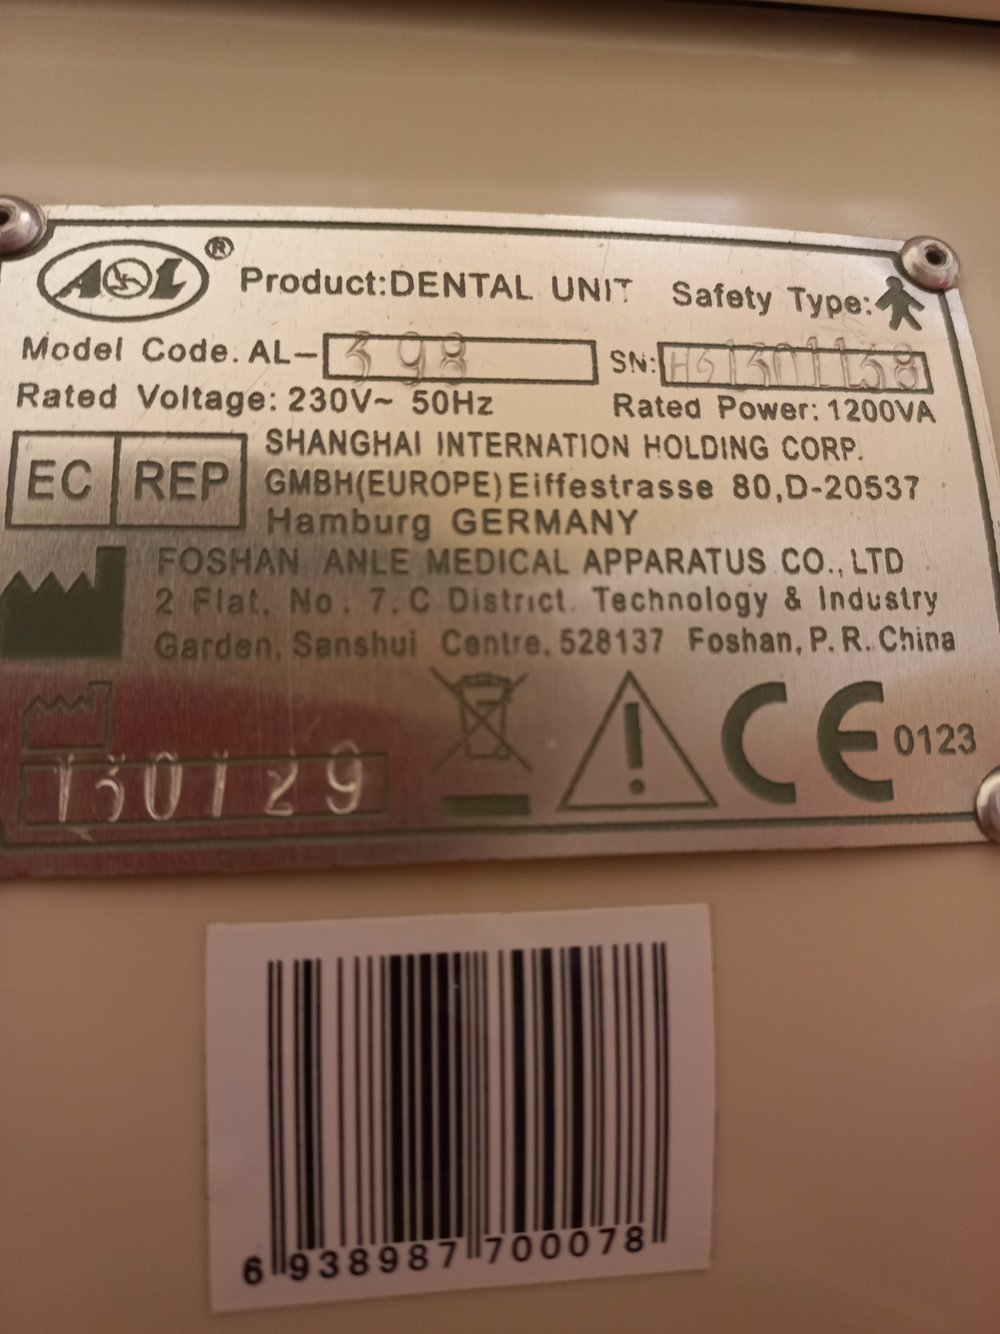 AOL®
Product:DENTAL UNIT Safety Type:
Model Code. AL-398 SN:
Rated Voltage: 230V~ 50Hz Rated Power: 1200VA
EC REP
SHANGHAI INTERNATION HOLDING CORP.
GMBH(EUROPE)Eiffestrasse 80,D-20537
Hamburg GERMANY
FOSHAN ANLE MEDICAL APPARATUS CO., LTD
2 Flat, No. 7, C District. Technology & Industry
Garden, Sanshui Centre, 528137 Foshan, P. R. China
130129
CE 0123
6 938987 700078